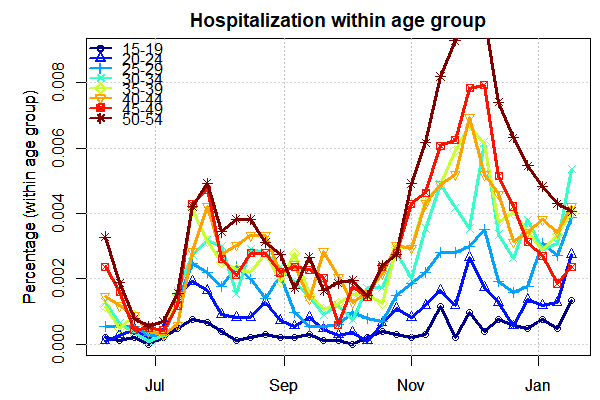 Hospitalization within age group
Percentage (within age group)
0.008
0.006
0.004
0.002
0.000
15-19
20-24
25-29
30-34
35-39
40-44
45-49
50-54
Jul
Sep
Nov
Jan